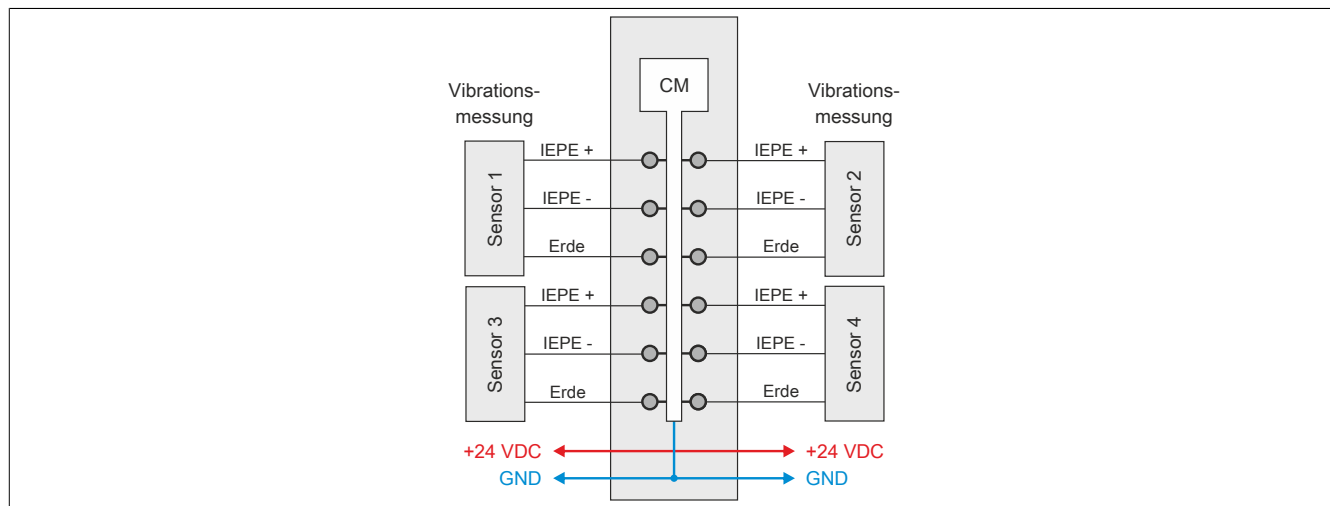 CM
Vibrations-
messung
Vibrations-
messung
Sensor 1
IEPE +
IEPE -
Erde
IEPE +
IEPE -
Erde
Sensor 2
Sensor 3
IEPE +
IEPE -
Erde
IEPE +
IEPE -
Erde
Sensor 4
+24 VDC
+24 VDC
GND
GND